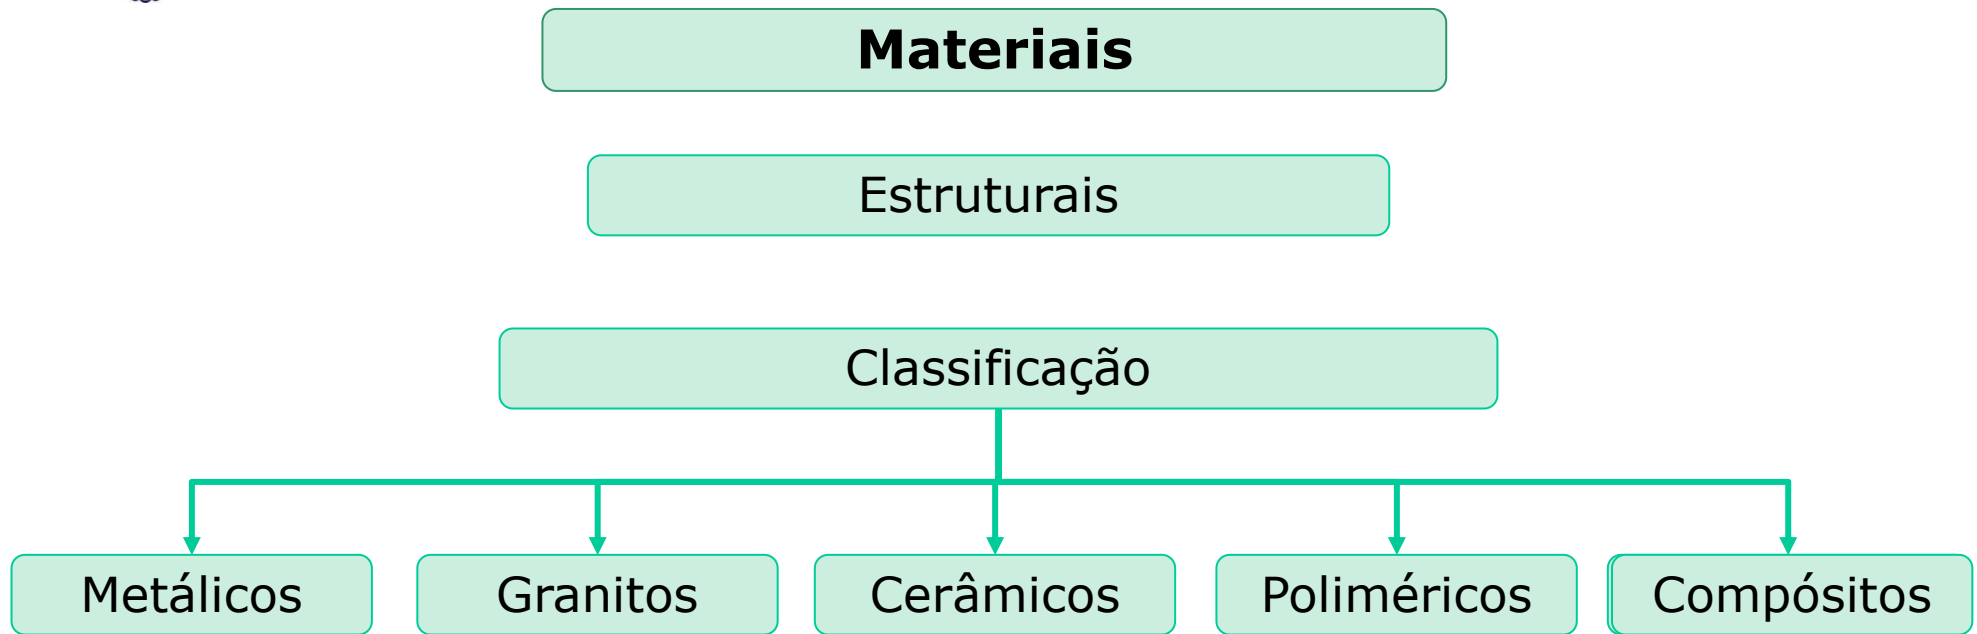 Materiais
Estruturais
Classificação
Metálicos
Granitos
Cerâmicos
Poliméricos
Compósitos